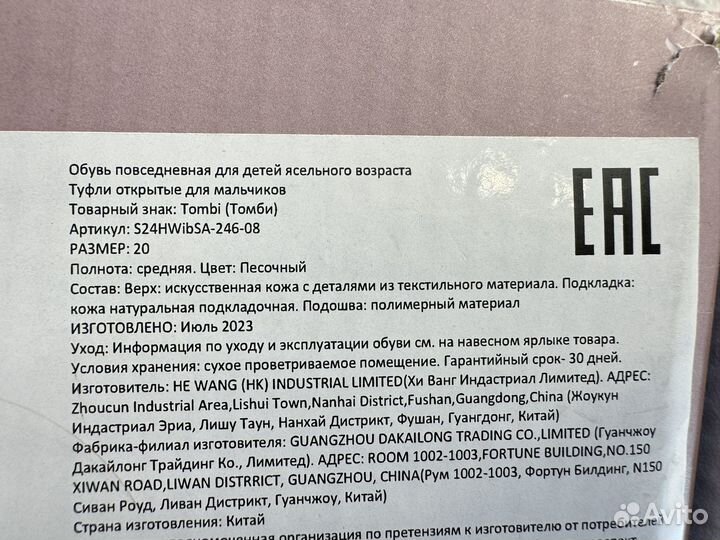 Обувь повседневная для детей ясельного возраста
Туфли открытые для мальчиков
Товарный знак: Tombi (Томби)
Артикул: S24HWibSA-246-08
РАЗМЕР: 20
Полнота: средняя. Цвет: Песочный
Состав: Верх: искусственная кожа с деталями из текстильного материала. Подкладка:
кожа натуральная подкладочная. Подошва: полимерный материал
ИЗГОТОВЛЕНО: Июль 2023
Уход: Информация по уходу и эксплуатации обуви см. на навесном ярлыке товара.
Условия хранения: сухое проветриваемое помещение. Гарантийный срок- 30 дней.
Изготовитель: HE WANG (HK) INDUSTRIAL LIMITED(Хи Ванг Индастриал Лимитед). АДРЕС:
Zhoucun Industrial Area,Lishui Town,Nanhai District,Fushan,Guangdong,China (Жоукун
Индастриал Эриа, Лишу Таун, Нанхай Дистрикт, Фушан, Гуангдонг, Китай)
Фабрика-филиал изготовителя: GUANGZHOU DAKAILONG TRADING CO.,LIMITED (Гуанчжоу
Дакайлонг Трайдинг Ко., Лимитед). АДРЕС: ROOM 1002-1003,FORTUNE BUILDING,NO.150
XIWAN ROAD,LIWAN DISTRRICT, GUANGZHOU, CHINA(Рум 1002-1003, Фортун Билдинг, N150
Сиван Роуд, Ливан Дистрикт, Гуанчжоу, Китай)
Страна изготовления: Китай
организация по претензиям к изготовителю от потребителей
EAC
Avito